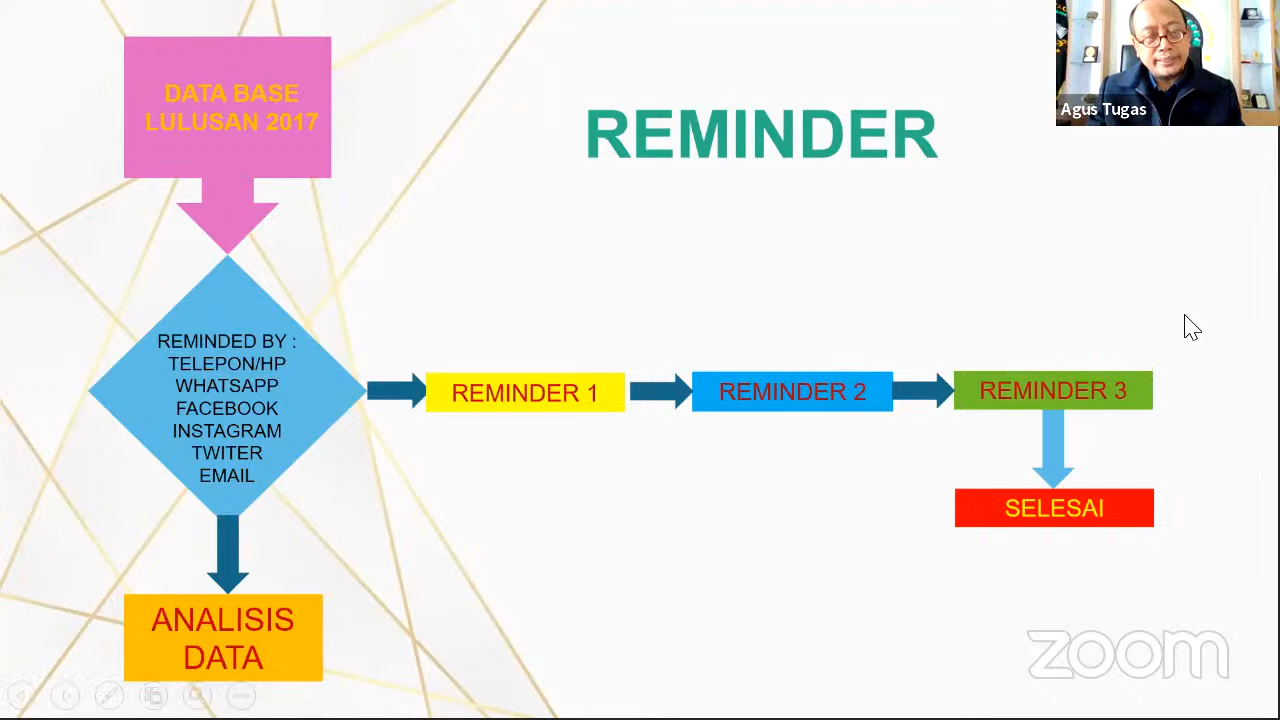 DATA BASE
LULUSAN 2017
REMINDER
Agus Tugas
REMINDED BY :
TELEPON/HP
WHATSAPP
FACEBOOK
INSTAGRAM
TWITER
EMAIL
REMINDER 1
REMINDER 2
REMINDER 3
SELESAI
ANALISIS
DATA
zoom